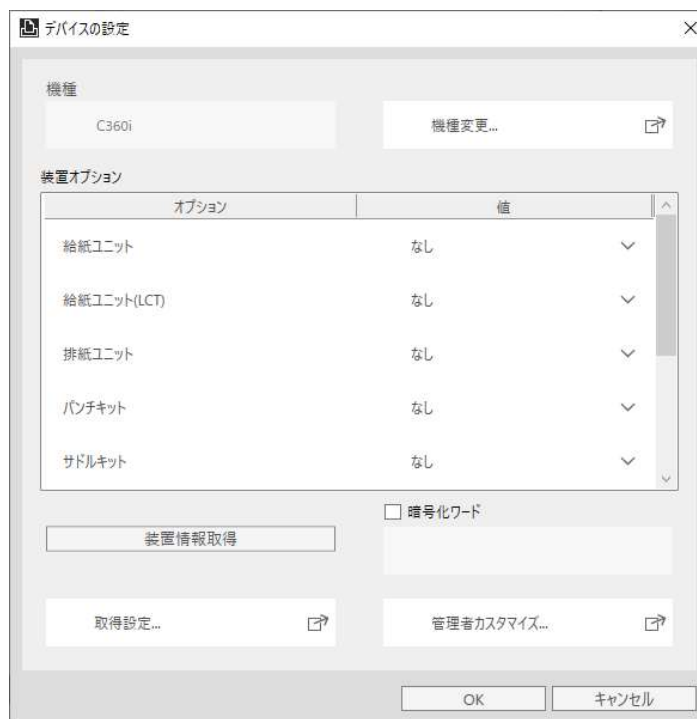 デバイスの設定
機種
C360i
機種変更...
装置オプション
オプション 値
給紙ユニット なし
給紙ユニット(LCT) なし
排紙ユニット なし
パンチキット なし
サドルキット なし
装置情報取得
暗号化ワード
取得設定...
管理者カスタマイズ...
OK キャンセル